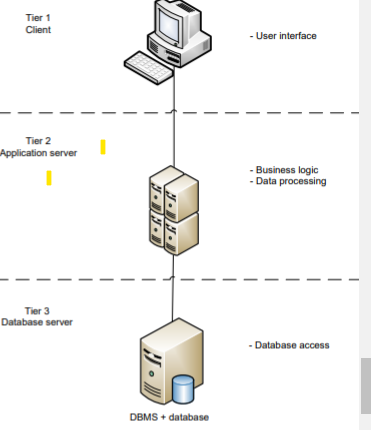 Tier 1
Client
- User interface
Tier 2
Application server
- Business logic
- Data processing
Tier 3
Database server
- Database access
DBMS + database